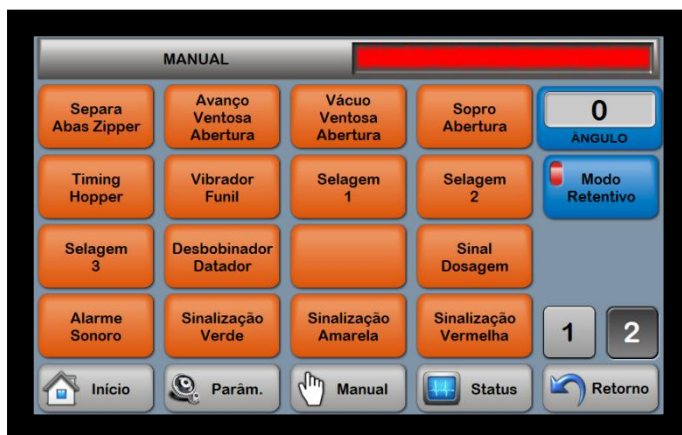 MANUAL
Separa
Abas Zipper
Avanço
Ventosa
Abertura
Vácuo
Ventosa
Abertura
Sopro
Abertura
0
ÂNGULO
Timing
Hopper
Vibrador
Funil
Selagem
1
Selagem
2
Modo
Retentivo
Selagem
3
Desbobinador
Datador
Sinal
Dosagem
Alarme
Sonoro
Sinalização
Verde
Sinalização
Amarela
Sinalização
Vermelha
1
2
Início
Parâm.
Manual
Status
Retorno